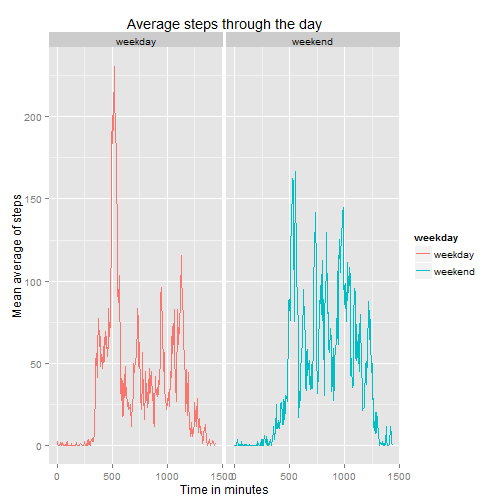 Average steps through the day
weekday
weekend
Mean average of steps
200
150
100
50
0
0
500
1000
1500
0
500
1000
1500
Time in minutes
weekday
weekday
weekend